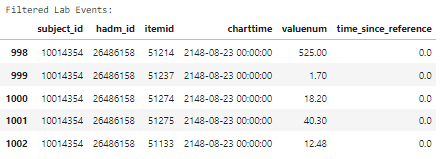 Filtered Lab Events:
subject_id hadm_id itemid charttime valuenum time_since_reference
998 10014354 26486158 51214 2148-08-23 00:00:00 525.00 0.0
999 10014354 26486158 51237 2148-08-23 00:00:00 1.70 0.0
1000 10014354 26486158 51274 2148-08-23 00:00:00 18.20 0.0
1001 10014354 26486158 51275 2148-08-23 00:00:00 40.30 0.0
1002 10014354 26486158 51133 2148-08-23 00:00:00 12.48 0.0